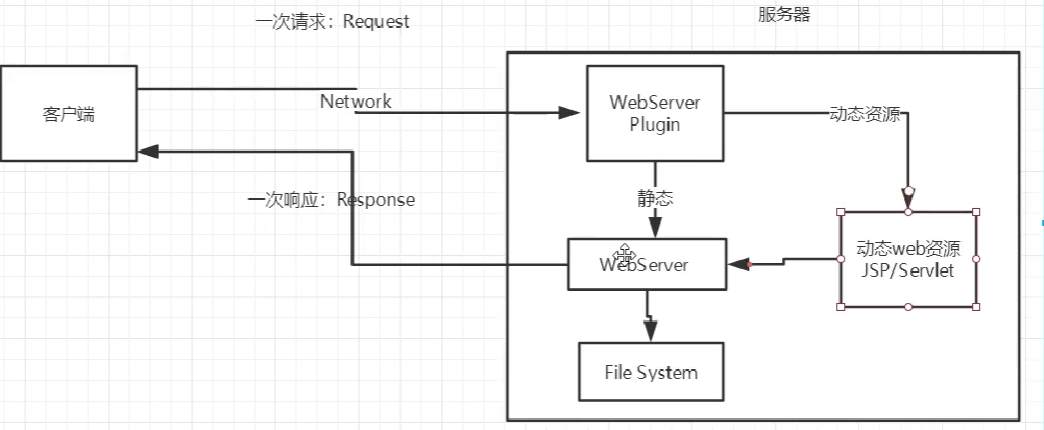 一次请求：Request
服务器
客户端
Network
WebServer
Plugin
动态资源
一次响应：Response
静态
动态web资源
JSP/Servlet
WebServer
File System